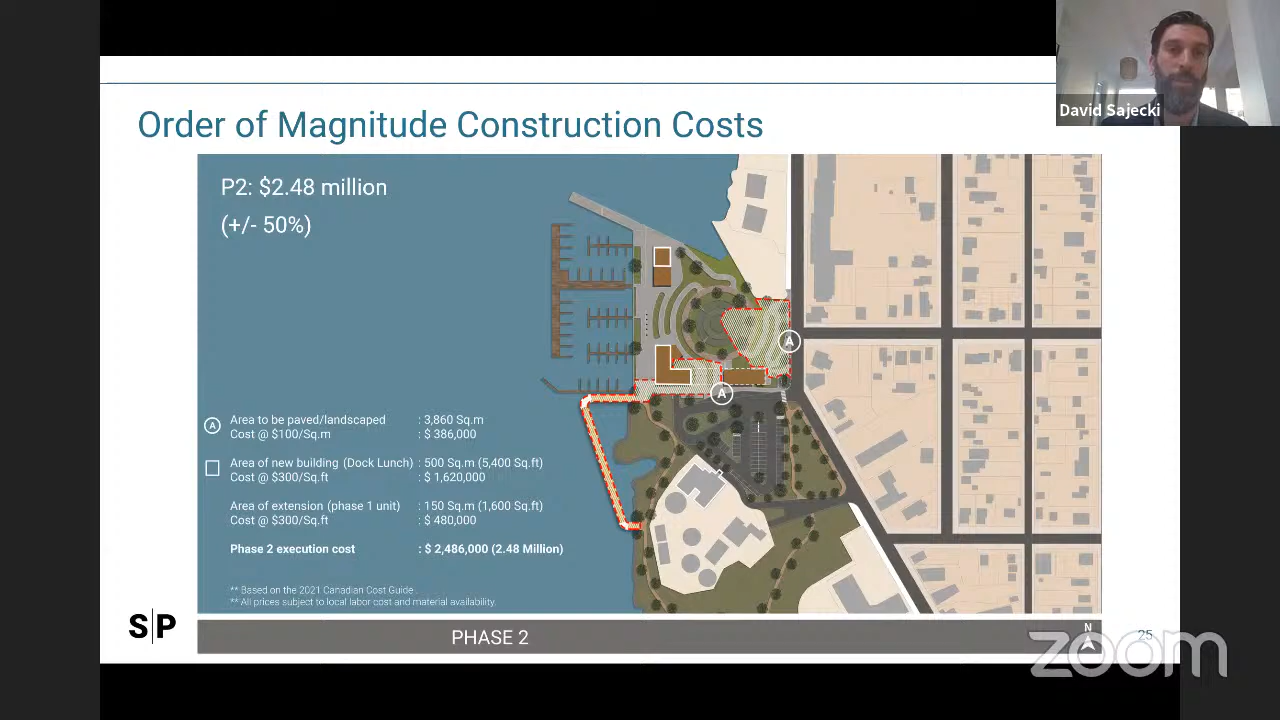 David Sajecki
Order of Magnitude Construction Costs
P2: $2.48 million
(+/- 50%)
A
A
A
Area to be paved/landscaped : 3,860 Sq.m
Cost @ $100/Sq.m : $ 386,000
Area of new building (Dock Lunch) : 500 Sq.m (5,400 Sq.ft)
Cost @ $300/Sq.ft : $ 1,620,000
Area of extension (phase 1 unit) : 150 Sq.m (1,600 Sq.ft)
Cost @ $300/Sq.ft : $ 480,000
Phase 2 execution cost : $ 2,486,000 (2.48 Million)
** Based on the 2021 Canadian Cost Guide .
** All prices subject to local labor cost and material availability.
S|P
PHASE 2
N
25
zoom